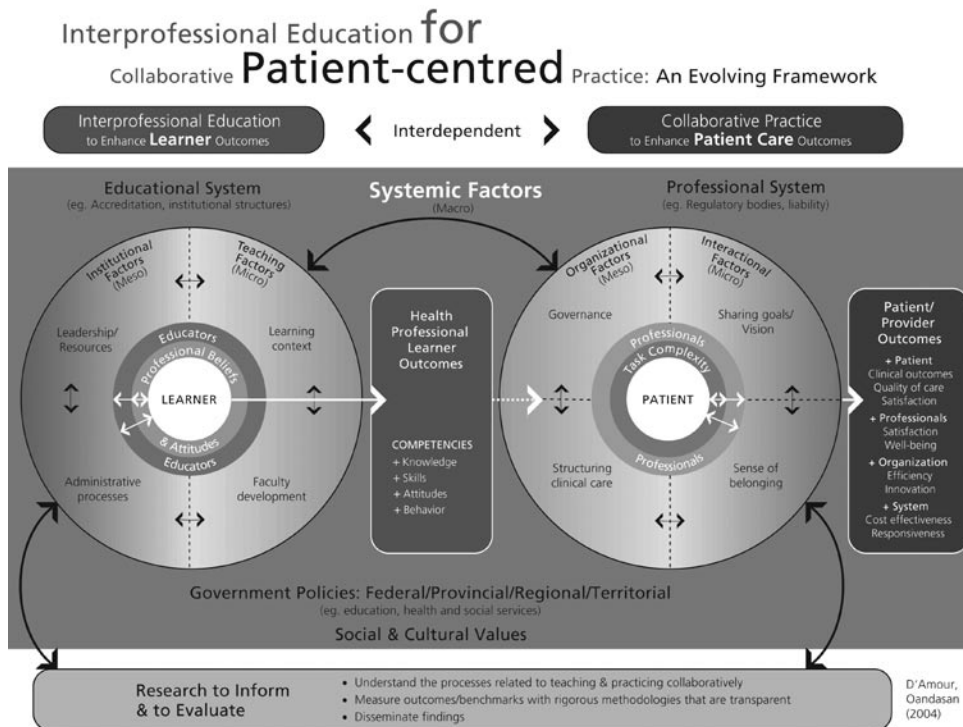 Interprofessional Education for
Collaborative Patient-centred Practice: An Evolving Framework
Interprofessional Education
to Enhance Learner Outcomes
Interdependent
Collaborative Practice
to Enhance Patient Care Outcomes
Educational System
(eg. Accreditation, institutional structures)
Systemic Factors
(Macro)
Professional System
(eg. Regulatory bodies, liability)
Institutional
Factors
(Meso)
Teaching
Factors
(Micro)
Leadership/
Resources
Learning
context
Educators
Professional Beliefs
LEARNER
& Attitudes
Educators
Administrative
processes
Faculty
development
Health
Professional
Learner
Outcomes
COMPETENCIES
+ Knowledge
+ Skills
+ Attitudes
+ Behavior
Organizational
Factors
(Meso)
Interactional
Factors
(Micro)
Governance
Sharing goals/
Vision
Professionals
Task Complexity
PATIENT
Professionals
Structuring
clinical care
Sense of
belonging
Patient/
Provider
Outcomes
+ Patient
Clinical outcomes
Quality of care
Satisfaction
+ Professionals
Satisfaction
Well-being
+ Organization
Efficiency
Innovation
+ System
Cost effectiveness
Responsiveness
Government Policies: Federal/Provincial/Regional/Territorial
(eg. education, health and social services)
Social & Cultural Values
Research to Inform
& to Evaluate
• Understand the processes related to teaching & practicing collaboratively
• Measure outcomes/benchmarks with rigorous methodologies that are transparent
• Disseminate findings
D'Amour,
Oandasan
(2004)